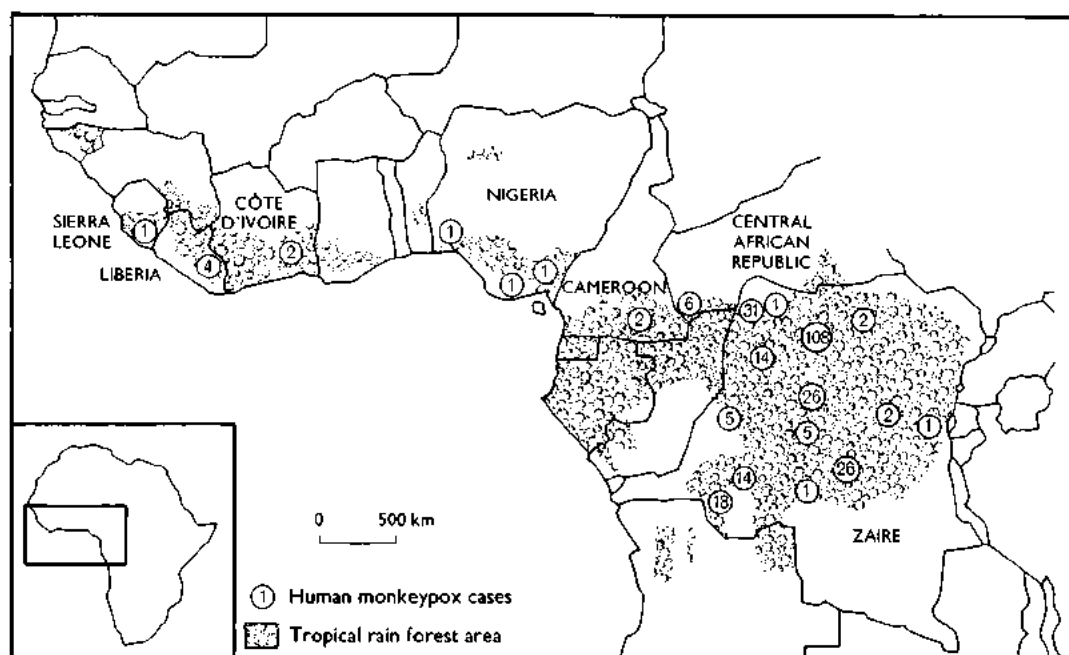 NIGERIA
CÔTE
D'IVOIRE
SIERRA
LEONE
1
1
2
4
LIBERIA
1
1
CENTRAL
AFRICAN
REPUBLIC
CAMEROON
6
31
1
2
2
108
14
26
5
5
2
1
26
14
1
18
ZAIRE
0 500 km
1 Human monkeypox cases
Tropical rain forest area